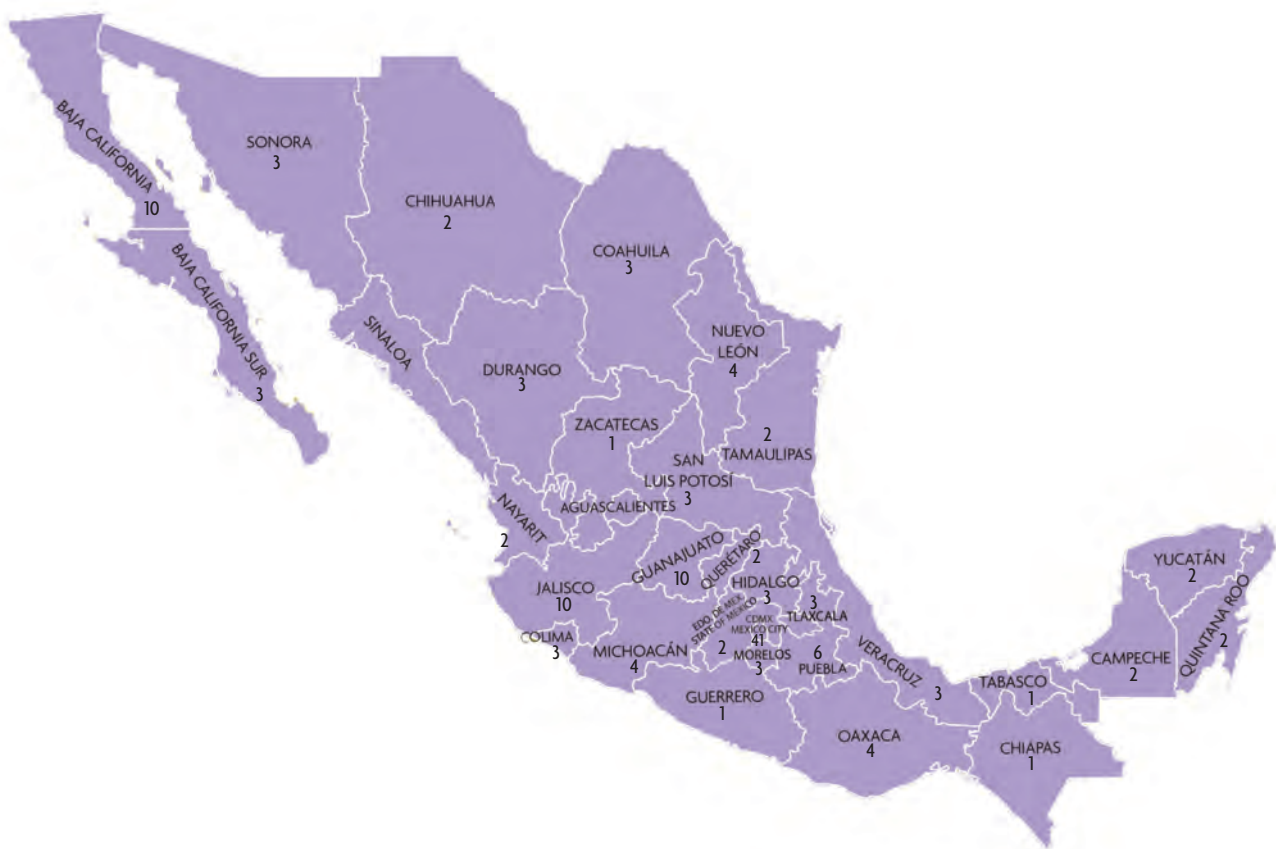 BAJA CALIFORNIA
10
SONORA
3
CHIHUAHUA
2
COAHUILA
3
BAJA CALIFORNIA SUR
3
SINALOA
NUEVO
LEÓN
4
DURANGO
3
ZACATECAS
1
2
TAMAULIPAS
SAN
LUIS POTOSÍ
3
NAYARIT
2
AGUASCALIENTES
GUANAJUATO
10
QUERÉTARO
2
HIDALGO
3
JALISCO
10
3
TLAXCALA
EDO. DE MEX
STATE OF MEXICO
2
CDMX
MEXICO CITY
41
COLIMA
3
MICHOACÁN
4
MORELOS
3
6
PUEBLA
VERACRUZ
3
GUERRERO
1
OAXACA
4
TABASCO
1
CHIAPAS
1
CAMPECHE
2
YUCATÁN
2
QUINTANA ROO
2